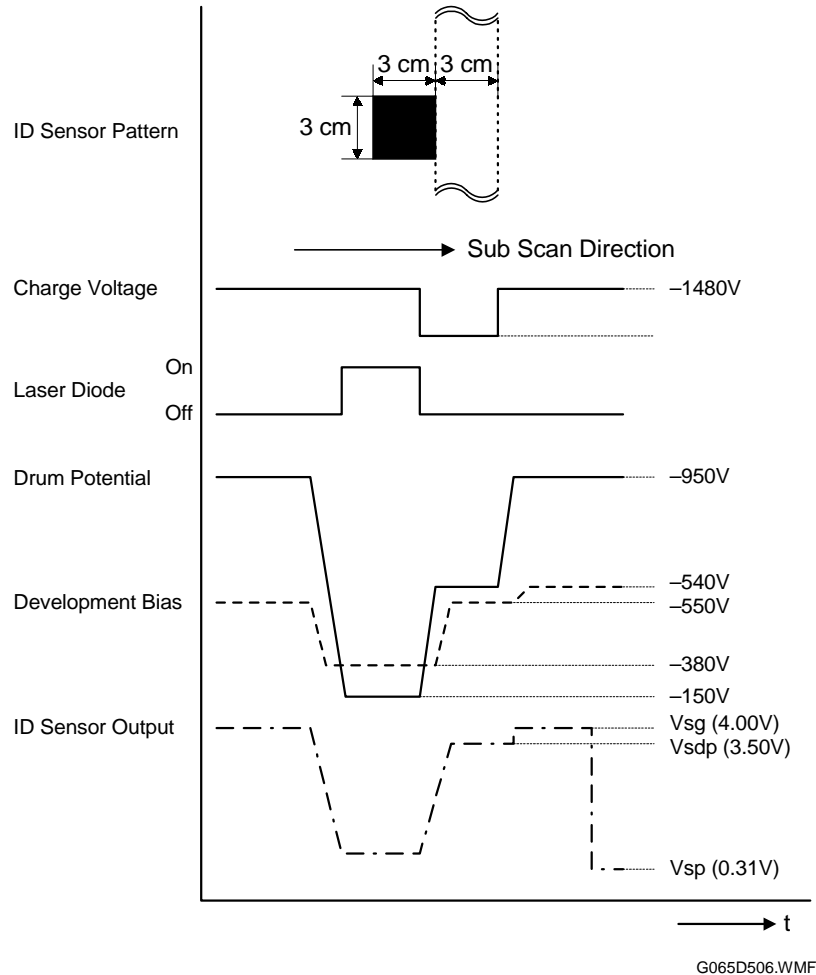 3 cm 3 cm
3 cm
ID Sensor Pattern
Sub Scan Direction
Charge Voltage
–1480V
On
Laser Diode
Off
Drum Potential
–950V
–540V
Development Bias
–550V
–380V
–150V
ID Sensor Output
Vsg (4.00V)
Vsdp (3.50V)
Vsp (0.31V)
t
G065D506.WMF